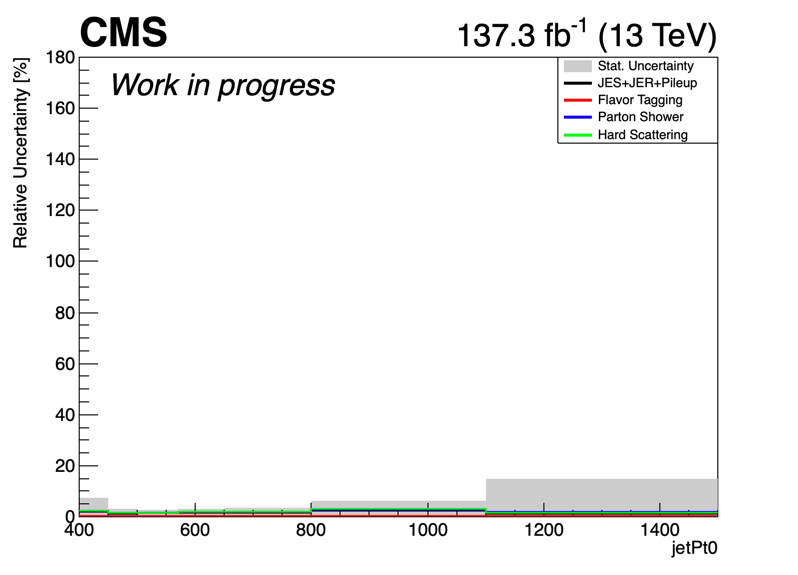 CMS 137.3 fb-1 (13 TeV)
Work in progress
Stat. Uncertainty
JES+JER+Pileup
Flavor Tagging
Parton Shower
Hard Scattering
Relative Uncertainty [%]
180
160
140
120
100
80
60
40
20
0
400 600 800 1000 1200 1400
jetPt0